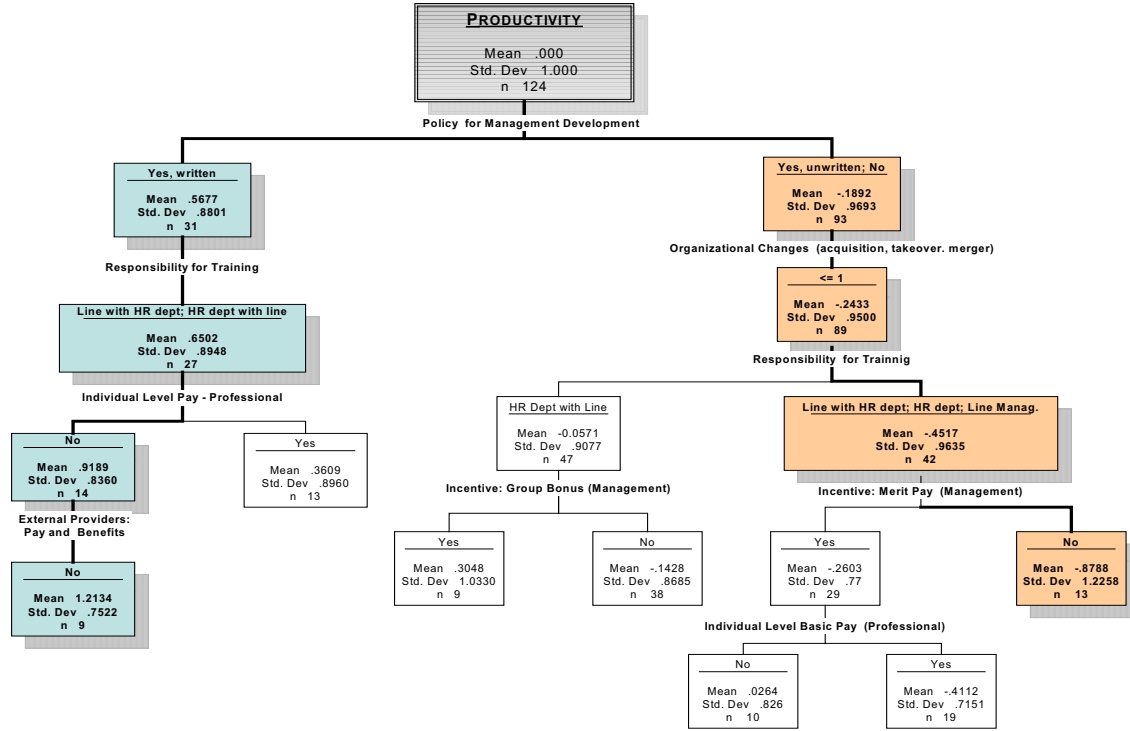 PRODUCTIVITY
Mean .000
Std. Dev 1.000
n 124
Policy for Management Development
Yes, written
Mean .5677
Std. Dev .8801
n 31
Yes, unwritten; No
Mean -.1892
Std. Dev .9693
n 93
Responsibility for Training
Organizational Changes (acquisition, takeover. merger)
Line with HR dept; HR dept with line
Mean .6502
Std. Dev .8948
n 27
<= 1
Mean -.2433
Std. Dev .9500
n 89
Individual Level Pay - Professional
Responsibility for Trainnig
No
Mean .9189
Std. Dev .8360
n 14
Yes
Mean .3609
Std. Dev .8960
n 13
HR Dept with Line
Mean -0.0571
Std. Dev .9077
n 47
Line with HR dept; HR dept; Line Manag.
Mean -.4517
Std. Dev .9635
n 42
External Providers:
Pay and Benefits
Incentive: Group Bonus (Management)
Incentive: Merit Pay (Management)
No
Mean 1.2134
Std. Dev .7522
n 9
Yes
Mean .3048
Std. Dev 1.0330
n 9
No
Mean -.1428
Std. Dev .8685
n 38
Yes
Mean -.2603
Std. Dev .77
n 29
No
Mean -.8788
Std. Dev 1.2258
n 13
Individual Level Basic Pay (Professional)
No
Mean .0264
Std. Dev .826
n 10
Yes
Mean -.4112
Std. Dev .7151
n 19